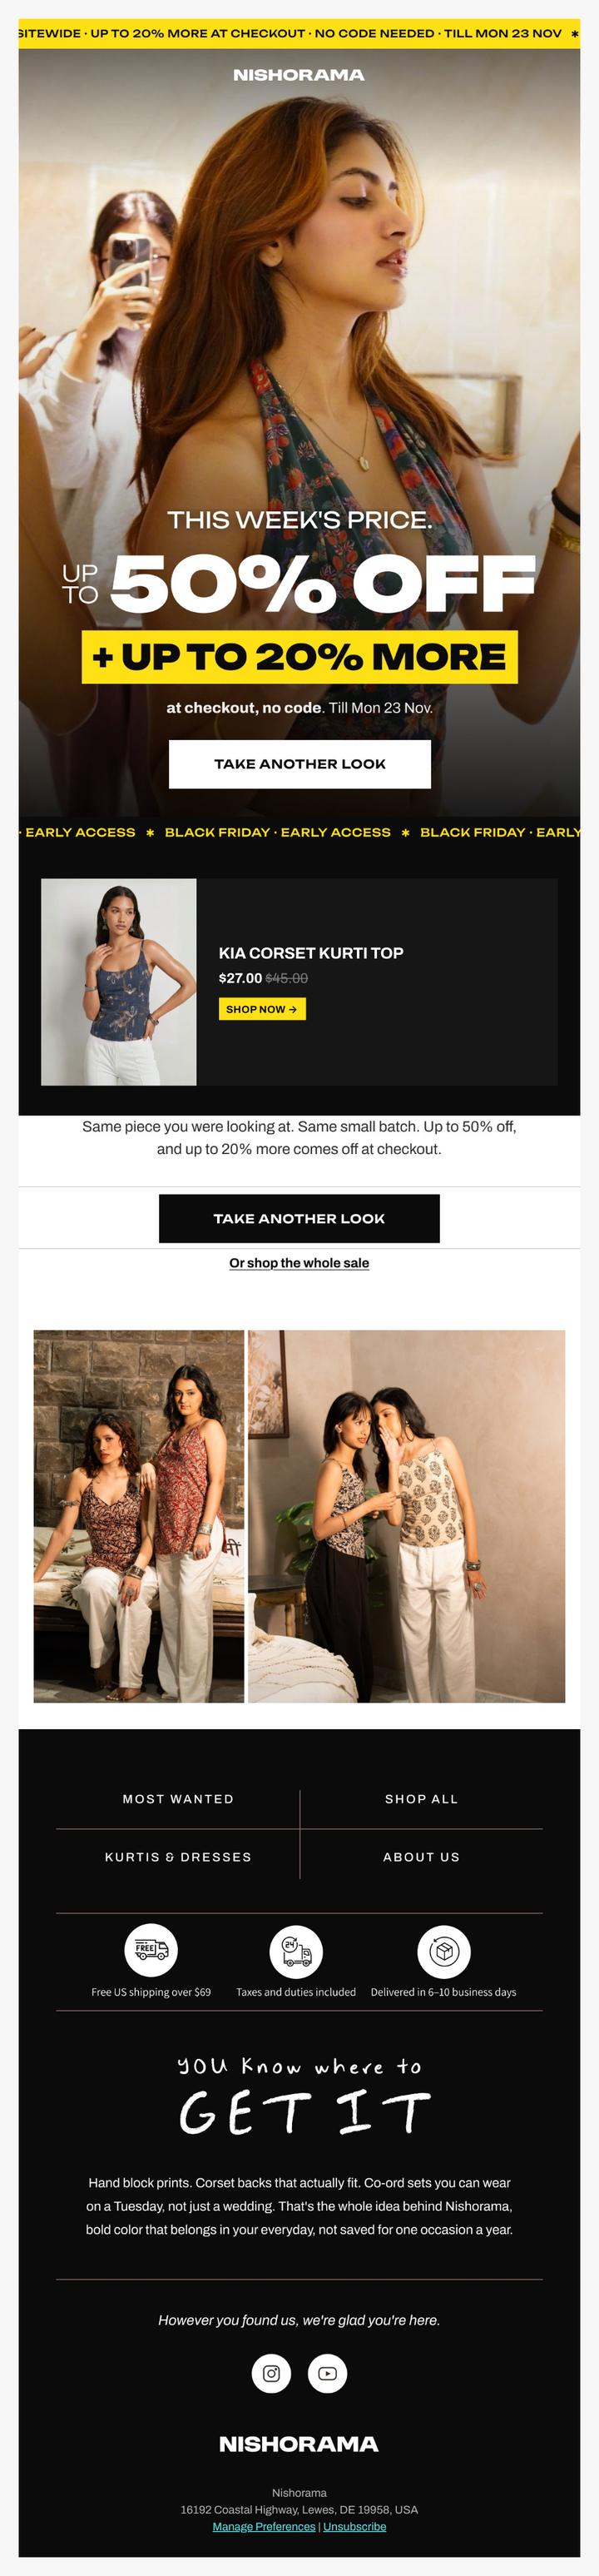 SITEWIDE · UP TO 20% MORE AT CHECKOUT · NO CODE NEEDED · TILL MON 23 NOV *
NISHORAMA
THIS WEEK'S PRICE.
UP TO 50% OFF
+ UP TO 20% MORE
at checkout, no code. Till Mon 23 Nov.
TAKE ANOTHER LOOK
· EARLY ACCESS * BLACK FRIDAY · EARLY ACCESS * BLACK FRIDAY · EARLY
KIA CORSET KURTI TOP
$27.00 $45.00
SHOP NOW →
Same piece you were looking at. Same small batch. Up to 50% off,
and up to 20% more comes off at checkout.
TAKE ANOTHER LOOK
Or shop the whole sale
MOST WANTED
SHOP ALL
KURTIS & DRESSES
ABOUT US
FREE
24
Free US shipping over $69
Taxes and duties included
Delivered in 6–10 business days
YOU Know where to
GET IT
Hand block prints. Corset backs that actually fit. Co-ord sets you can wear
on a Tuesday, not just a wedding. That's the whole idea behind Nishorama,
bold color that belongs in your everyday, not saved for one occasion a year.
However you found us, we're glad you're here.
NISHORAMA
Nishorama
16192 Coastal Highway, Lewes, DE 19958, USA
Manage Preferences | Unsubscribe